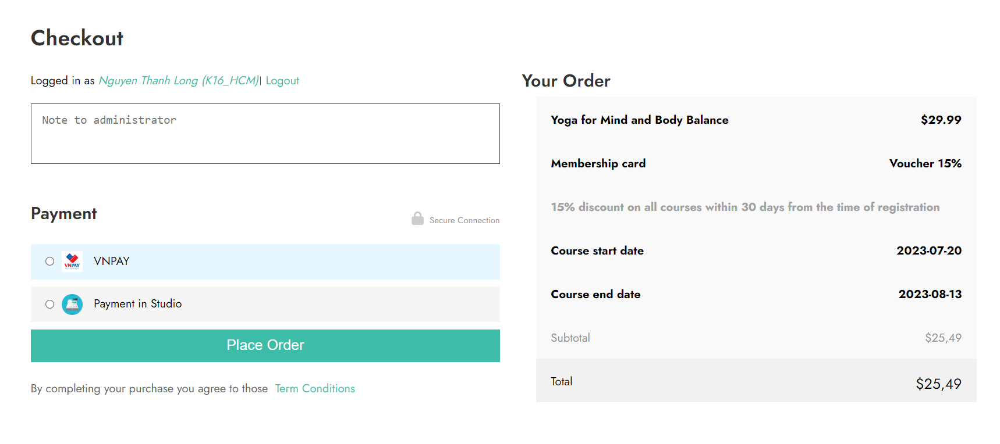 Checkout
Logged in as Nguyen Thanh Long (K16_HCM)| Logout
Note to administrator
Payment
Secure Connection
VNPAY
VNPAY
Payment in Studio
Place Order
By completing your purchase you agree to those Term Conditions
Your Order
Yoga for Mind and Body Balance $29.99
Membership card Voucher 15%
15% discount on all courses within 30 days from the time of registration
Course start date 2023-07-20
Course end date 2023-08-13
Subtotal $25,49
Total $25,49